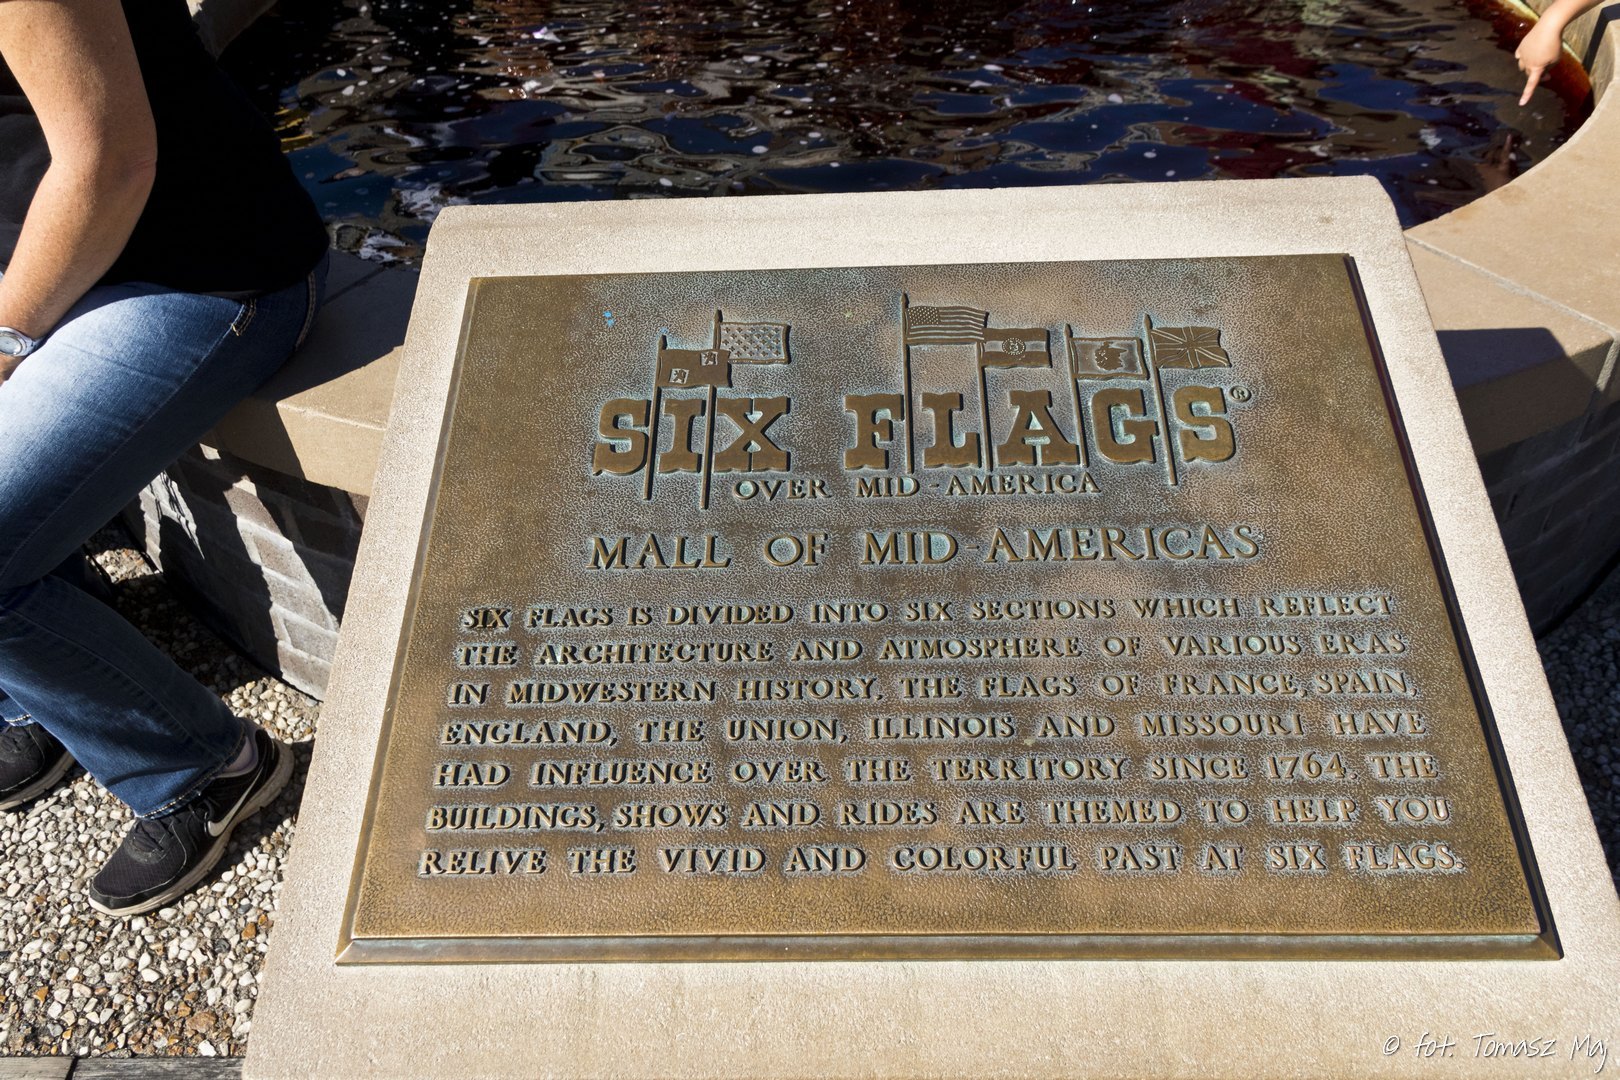 SIX FLAGS®
OVER MID-AMERICA
MALL OF MID-AMERICAS
SIX FLAGS IS DIVIDED INTO SIX SECTIONS WHICH REFLECT
THE ARCHITECTURE AND ATMOSPHERE OF VARIOUS ERAS
IN MIDWESTERN HISTORY. THE FLAGS OF FRANCE, SPAIN,
ENGLAND, THE UNION, ILLINOIS AND MISSOURI HAVE
HAD INFLUENCE OVER THE TERRITORY SINCE 1764. THE
BUILDINGS, SHOWS AND RIDES ARE THEMED TO HELP YOU
RELIVE THE VIVID AND COLORFUL PAST AT SIX FLAGS.
© fot. Tomasz Maj